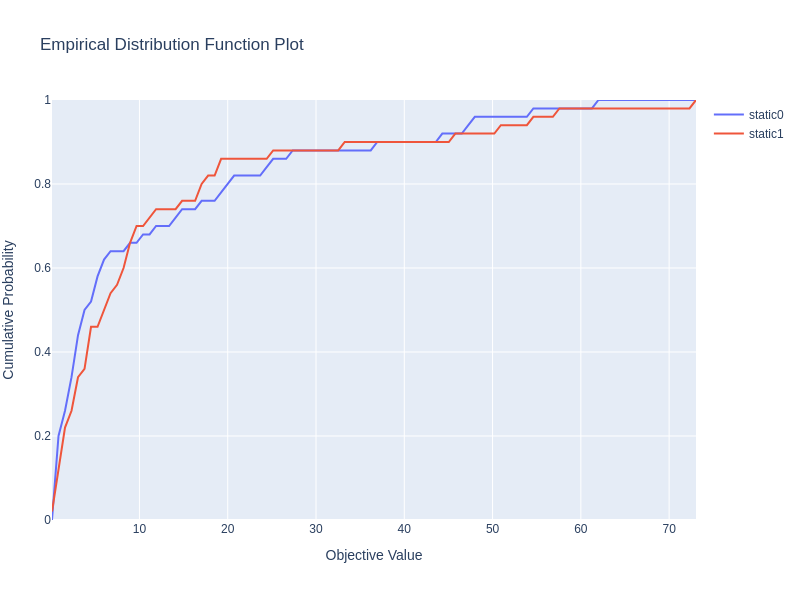 Empirical Distribution Function Plot
static0
static1
1
0.8
0.6
0.4
0.2
0
Cumulative Probability
10
20
30
40
50
60
70
Objective Value